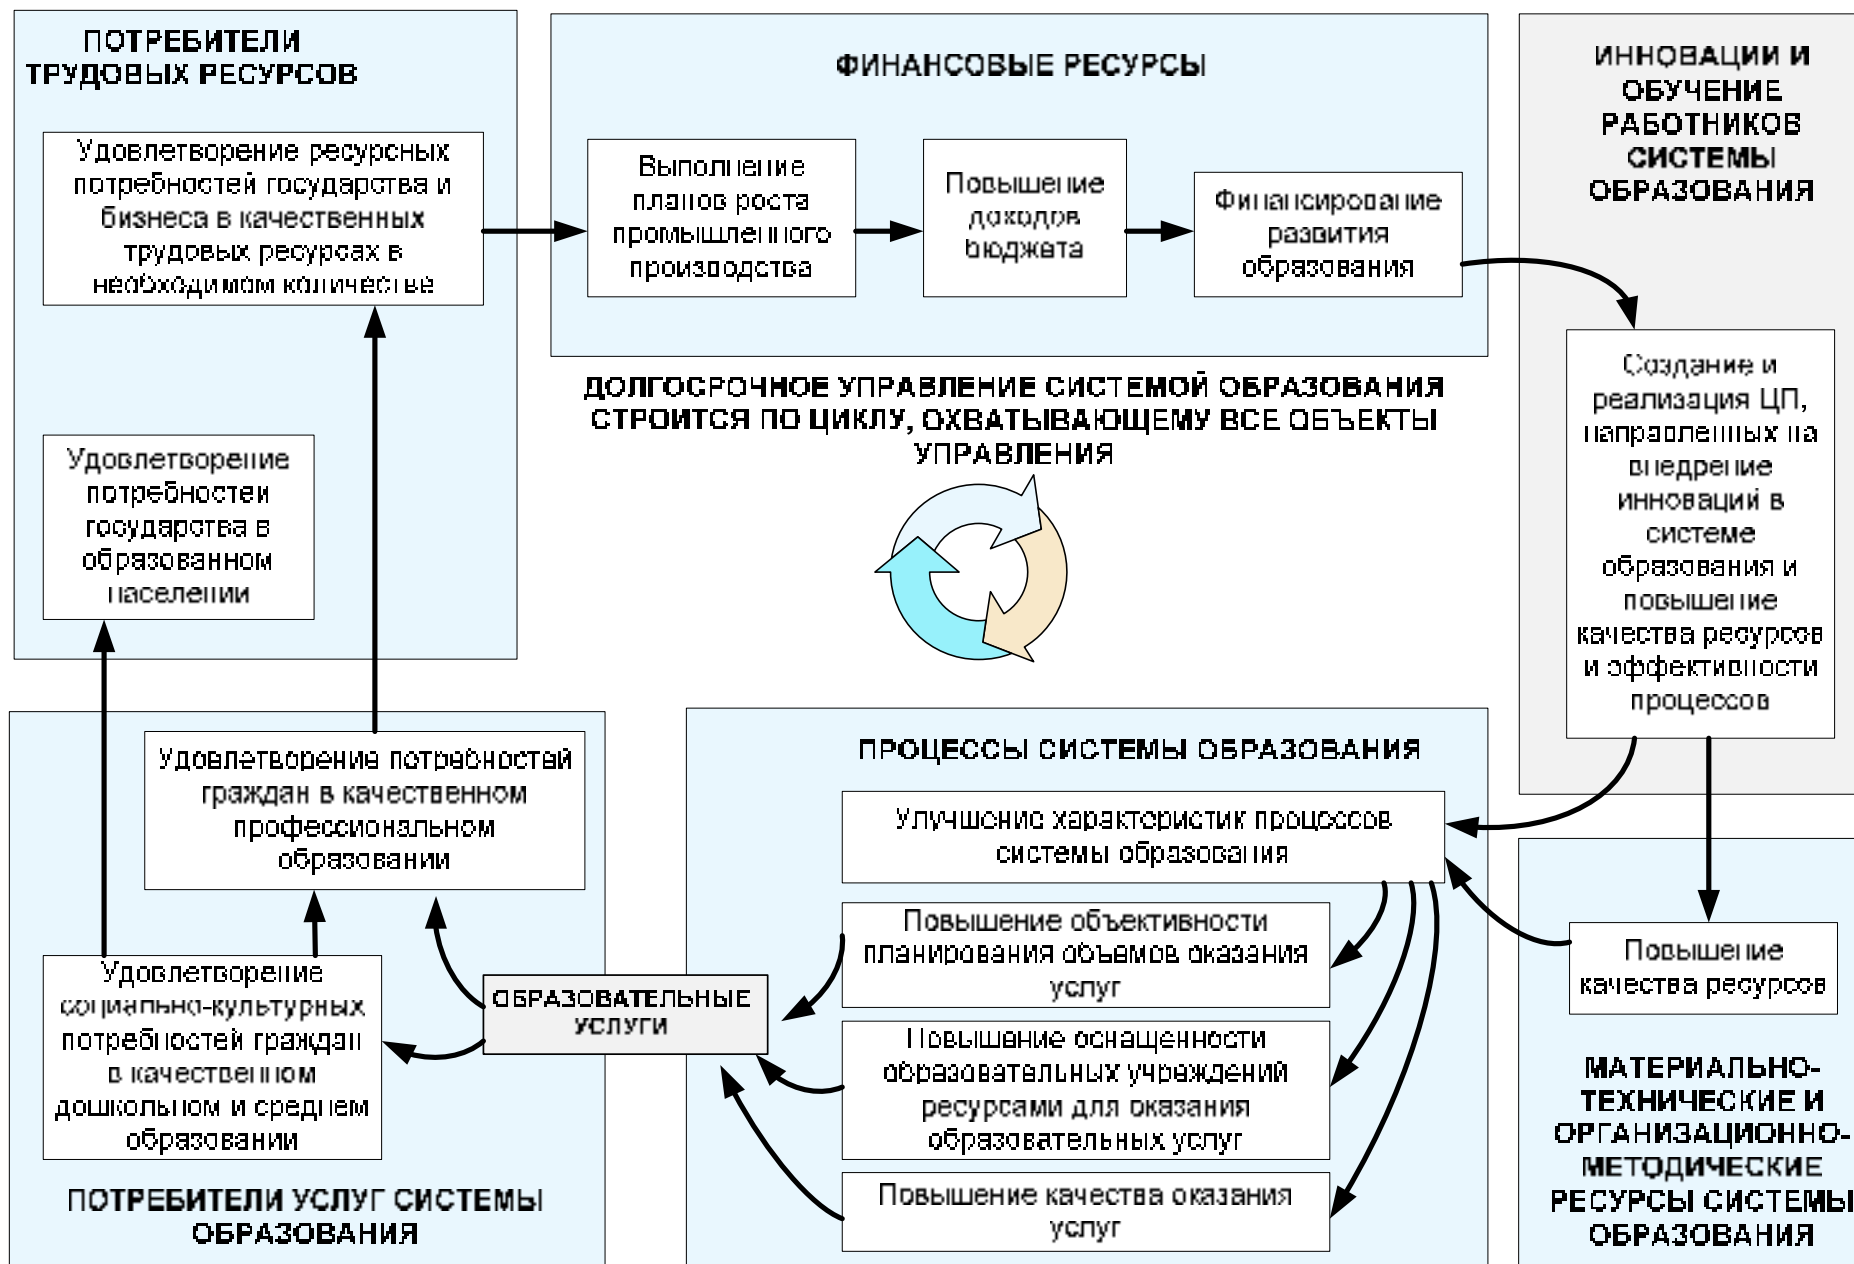 ПОТРЕБИТЕЛИ
ТРУДОВЫХ РЕСУРСОВ
Удовлетворение ресурсных
потребностей государства и
бизнеса в качественных
трудовых ресурсах в
необходимом количестве
Удовлетворение
потребностей
государства в
образованном
населении
ФИНАНСОВЫЕ РЕСУРСЫ
Выполнение
планов роста
промышленного
производства
Повышение
доходов
бюджета
Финансирование
развития
образования
ИННОВАЦИИ И
ОБУЧЕНИЕ
РАБОТНИКОВ
СИСТЕМЫ
ОБРАЗОВАНИЯ
Создание и
реализация ЦП,
направленных на
внедрение
инноваций в
системе
образования и
повышение
качества ресурсов
и эффективности
процессов
ДОЛГОСРОЧНОЕ УПРАВЛЕНИЕ СИСТЕМОЙ ОБРАЗОВАНИЯ
СТРОИТСЯ ПО ЦИКЛУ, ОХВАТЫВАЮЩЕМУ ВСЕ ОБЪЕКТЫ
УПРАВЛЕНИЯ
Удовлетворение потребностей
граждан в качественном
профессиональном
образовании
Удовлетворение
социально-культурных
потребностей граждан
в качественном
дошкольном и среднем
образовании
ПОТРЕБИТЕЛИ УСЛУГ СИСТЕМЫ
ОБРАЗОВАНИЯ
ОБРАЗОВАТЕЛЬНЫЕ
УСЛУГИ
ПРОЦЕССЫ СИСТЕМЫ ОБРАЗОВАНИЯ
Улучшение характеристик процессов
системы образования
Повышение объективности
планирования объемов оказания
услуг
Повышение оснащенности
образовательных учреждений
ресурсами для оказания
образовательных услуг
Повышение качества оказания
услуг
Повышение
качества ресурсов
МАТЕРИАЛЬНО-
ТЕХНИЧЕСКИЕ И
ОРГАНИЗАЦИОННО-
МЕТОДИЧЕСКИЕ
РЕСУРСЫ СИСТЕМЫ
ОБРАЗОВАНИЯ